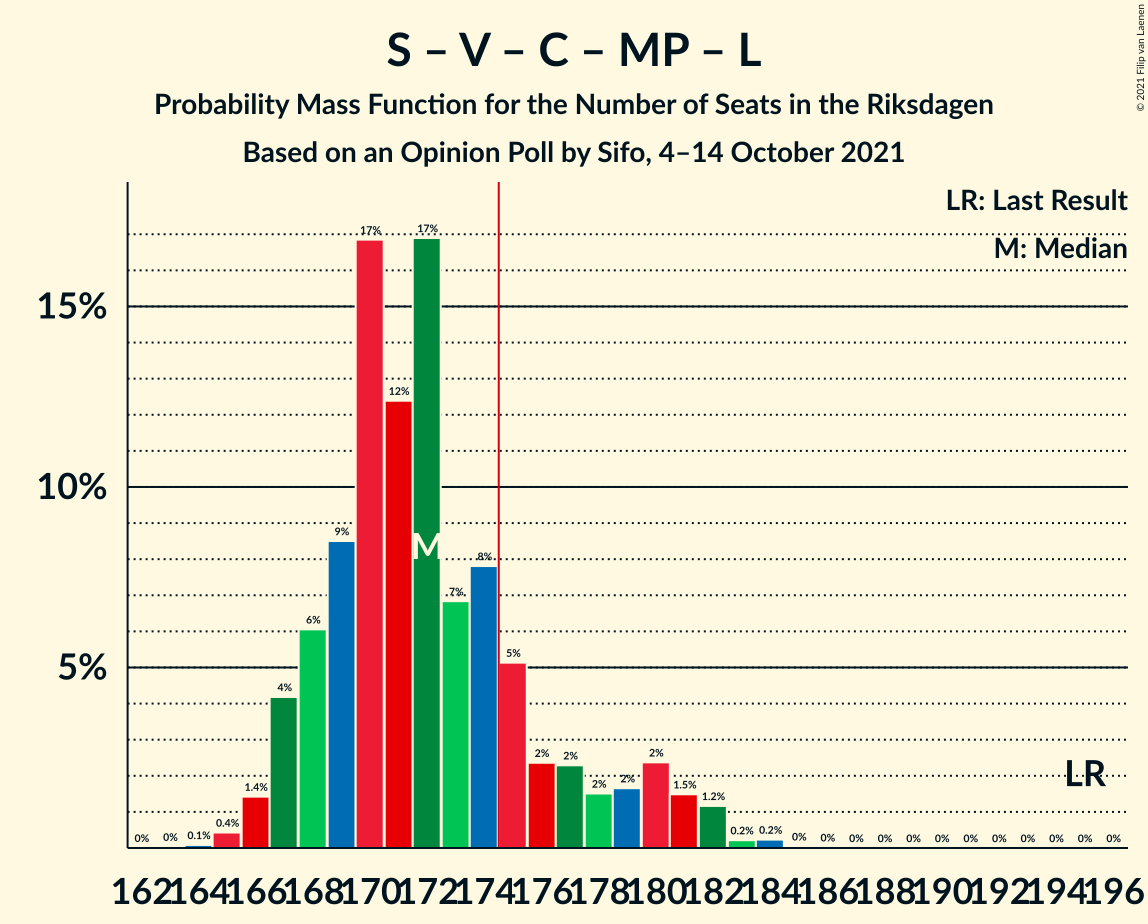 S – V – C – MP – L
Probability Mass Function for the Number of Seats in the Riksdagen
Based on an Opinion Poll by Sifo, 4–14 October 2021
© 2021 Filip van Laenen
LR: Last Result
M: Median
15%
10%
5%
0% 0% 0.1% 0.4% 1.4% 4% 6% 9% 17% 12% 17% 7% 8% 5% 2% 2% 2% 2% 2% 1.5% 1.2% 0.2% 0.2% 0% 0% 0% 0% 0% 0% 0% 0% 0% 0% 0% 0%
M
LR
162 164 166 168 170 172 174 176 178 180 182 184 186 188 190 192 194 196